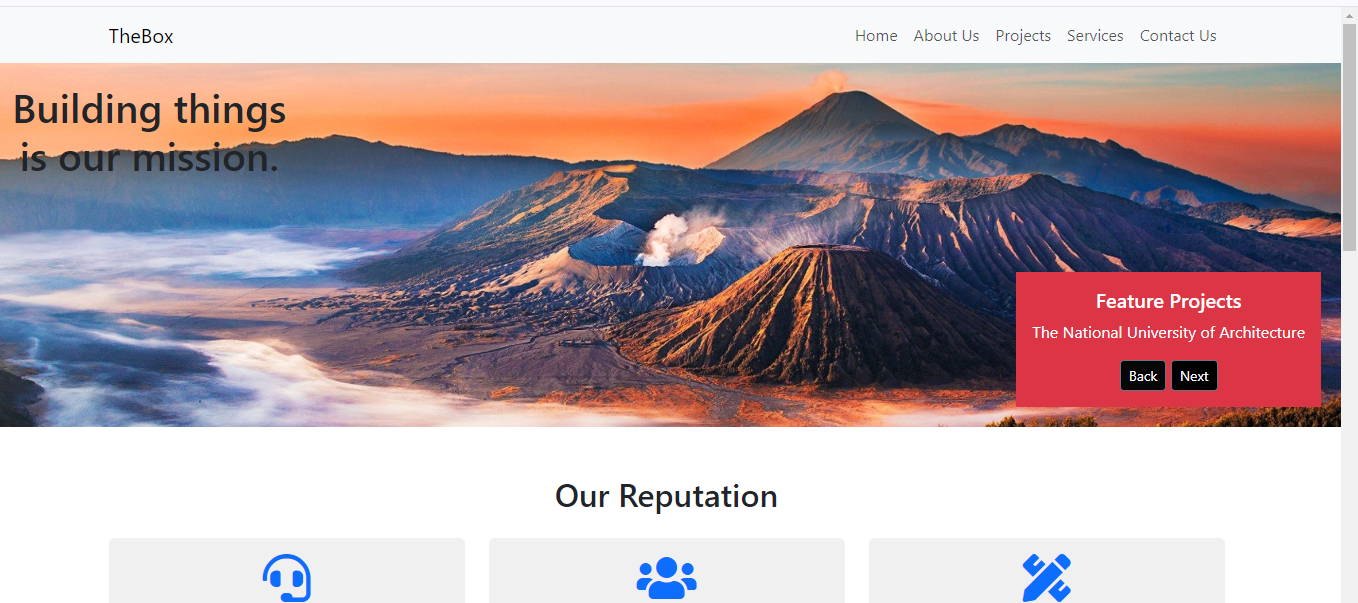 TheBox
Home About Us Projects Services Contact Us
Building things
is our mission.
Feature Projects
The National University of Architecture
Back Next
Our Reputation